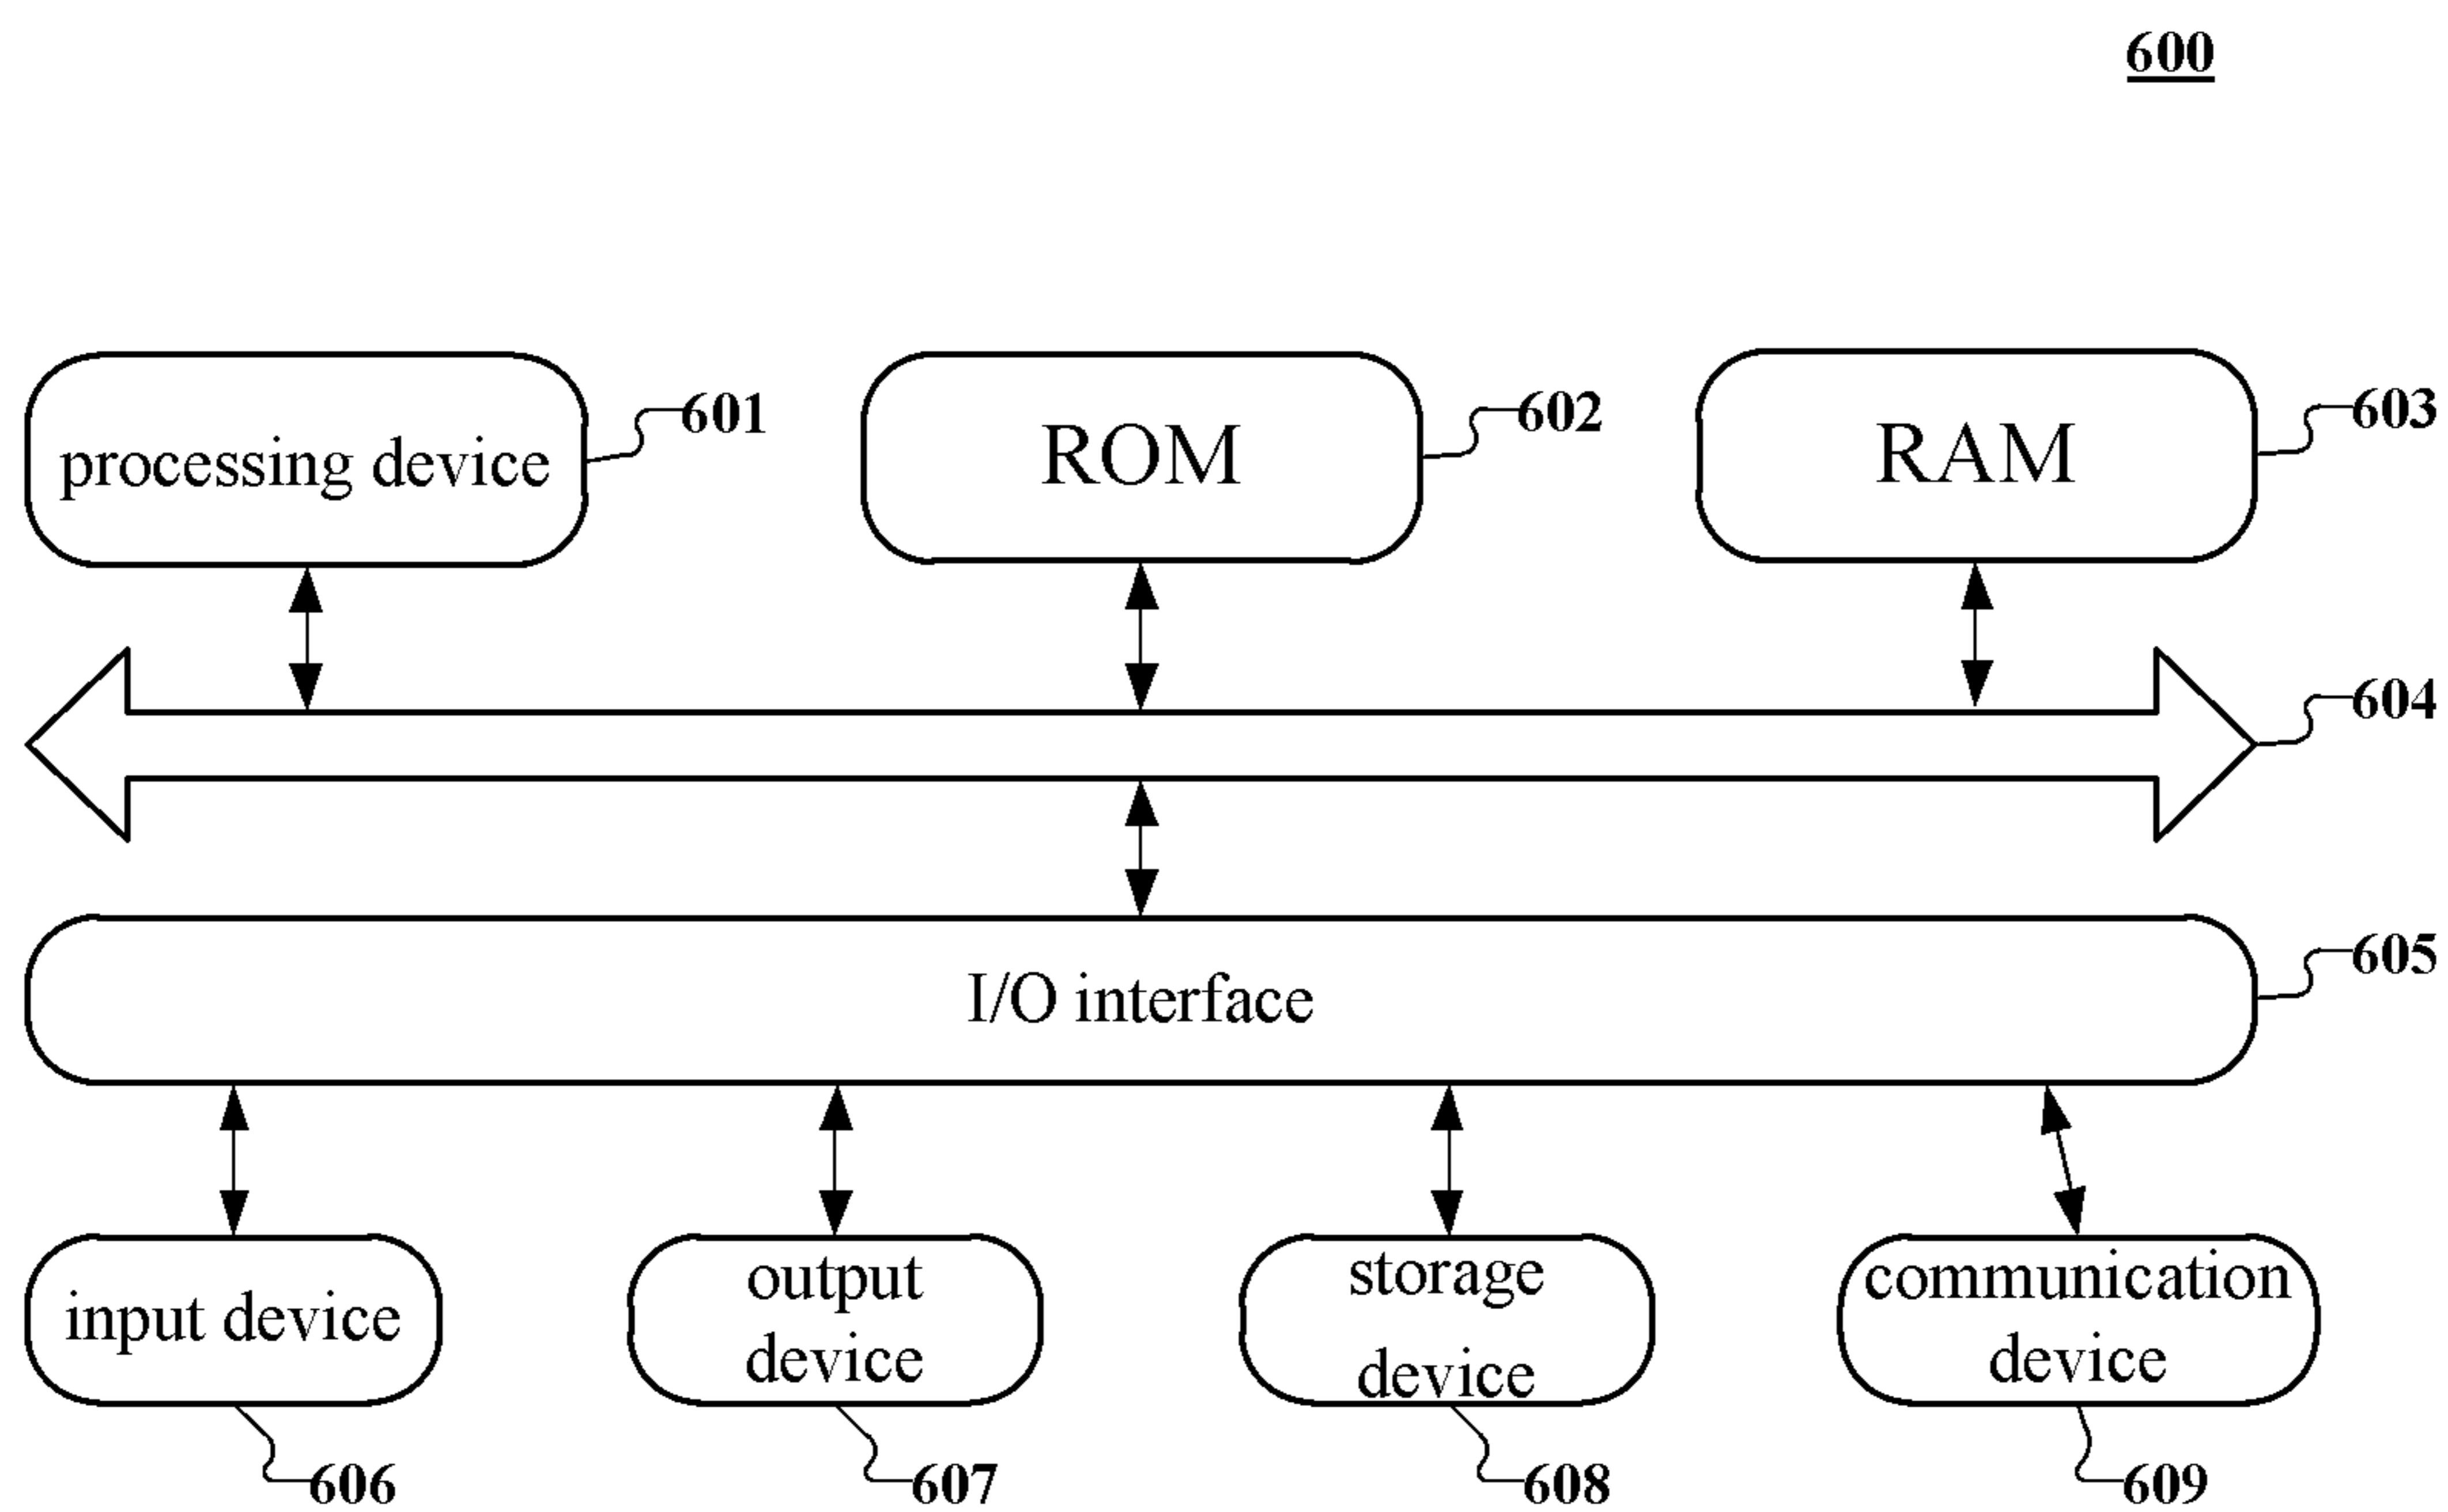 600
processing device
601
ROM
602
RAM
603
604
I/O interface
605
input device
output
device
storage
device
communication
device
606
607
608
609